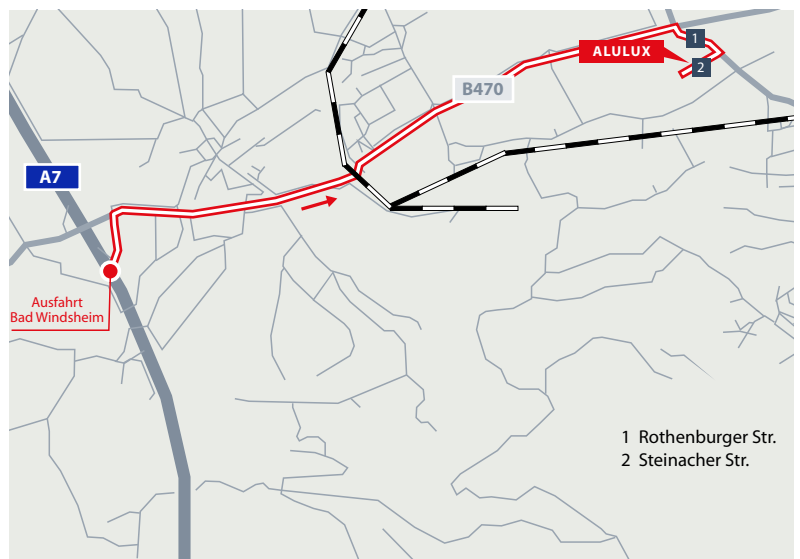 1
ALULUX
2
B470
A7
Ausfahrt
Bad Windsheim
1 Rothenburger Str.
2 Steinacher Str.